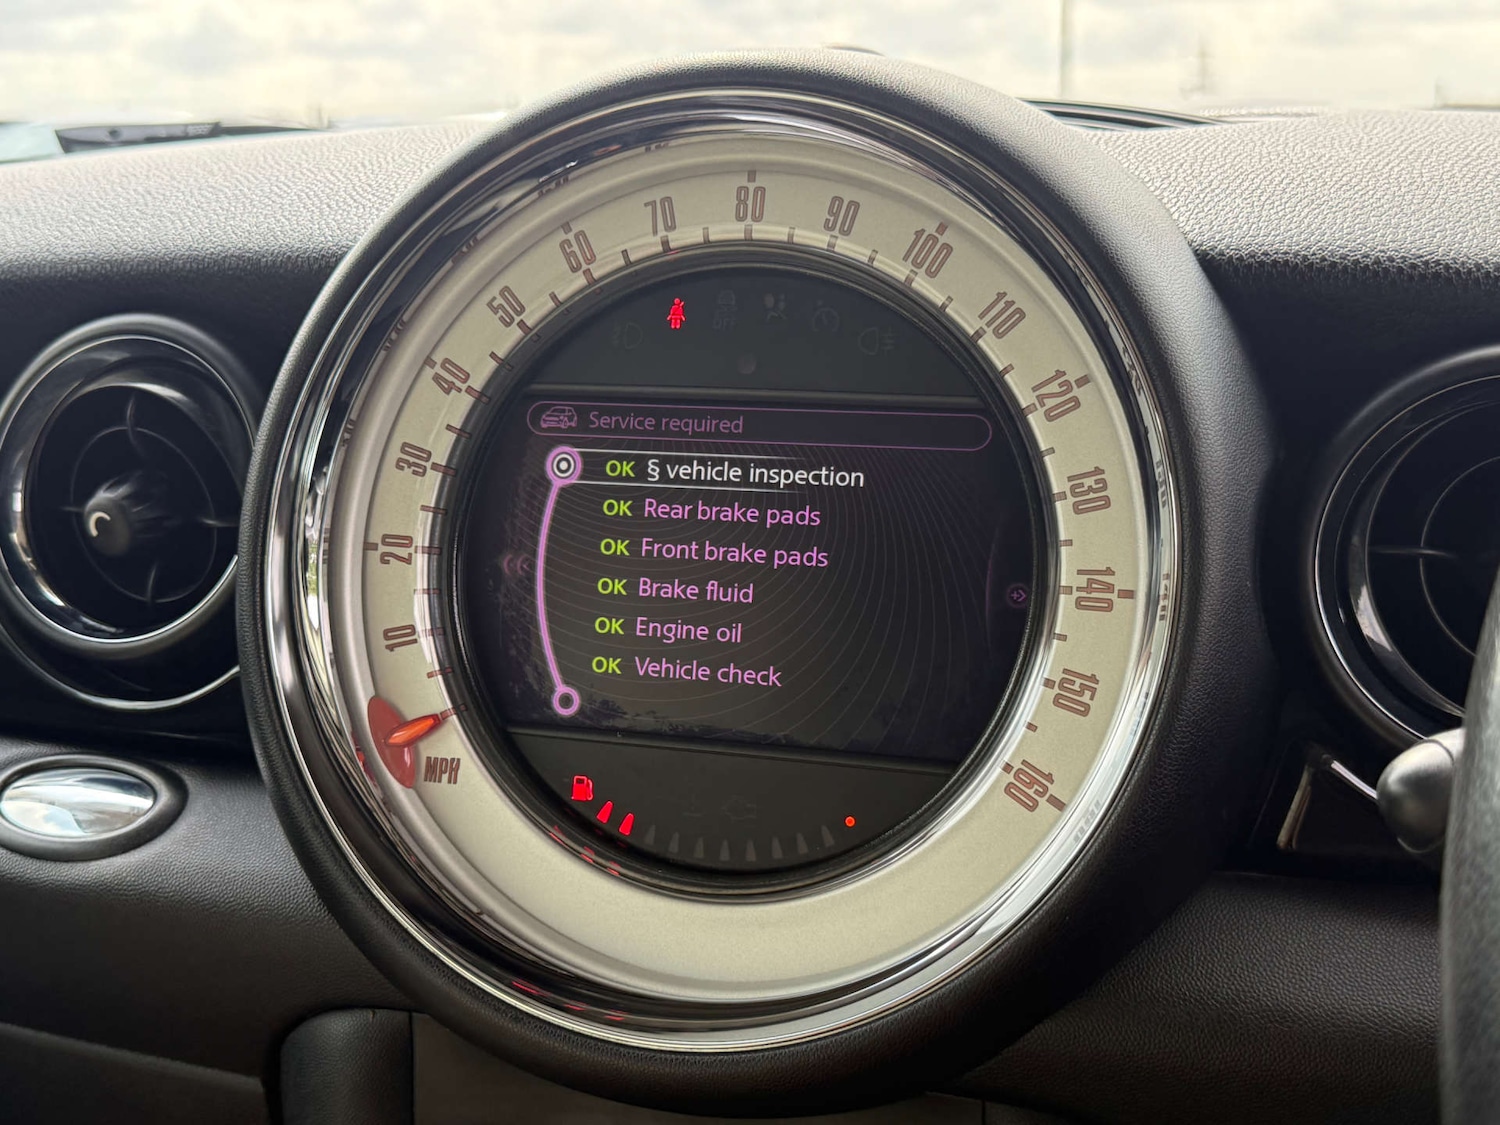 70
80
90
60
100
50
110
40
120
30
130
20
140
10
150
MPH
160
OFF
Service required
OK § vehicle inspection
OK Rear brake pads
OK Front brake pads
OK Brake fluid
OK Engine oil
OK Vehicle check